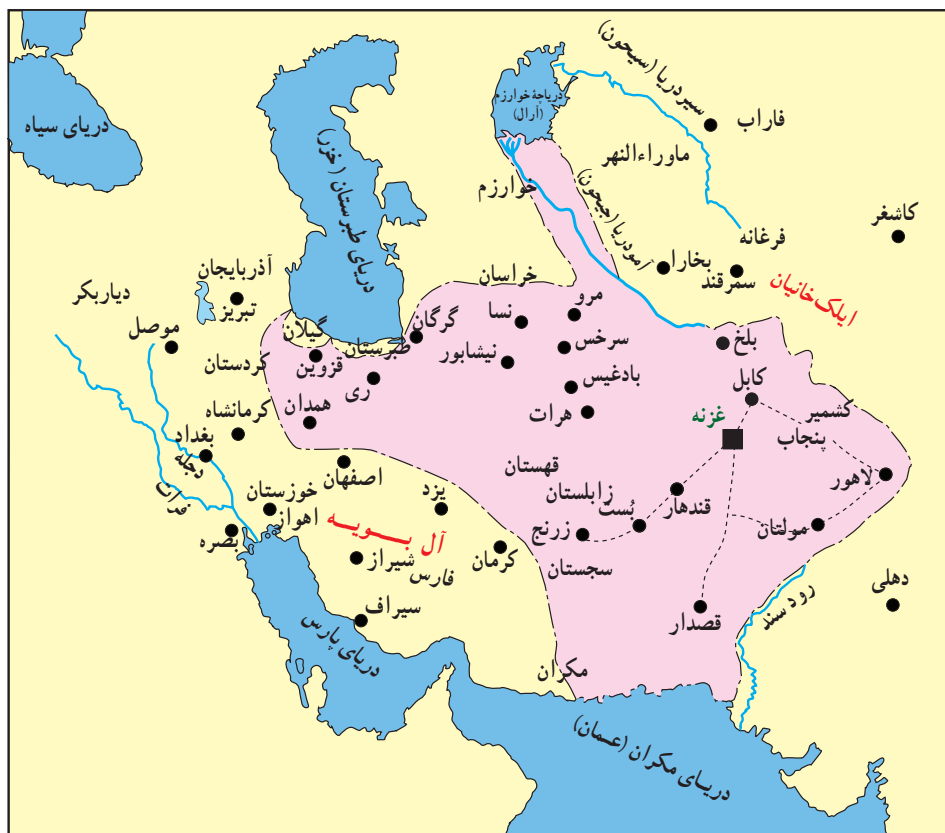 دریای سیاه
دریای طبرستان (خزر)
دریاچهٔ خوارزم
(آرال)
سیردریا (سیحون)
فاراب
ماوراءالنهر
خوارزم
آمودریا (جیحون)
کاشغر
فرغانه
بخارا
سمرقند
ایلک‌خانیان
خراسان
آذربایجان
تبریز
دیاربکر
موصل
گیلان
قزوین
طبرستان
گرگان
نسا
مرو
سرخس
نیشابور
بلخ
کردستان
ری
بادغیس
کابل
همدان
هرات
غزنه
کشمیر
پنجاب
کرمانشاه
بغداد
دجله
فرات
اصفهان
قهستان
زابلستان
لاهور
خوزستان
اهواز
یزد
بُست
قندهار
زرنج
مولتان
بصره
آل بـویـه
شیراز
فارس
کرمان
سجستان
سیراف
قصدار
رود سند
دهلی
دریای پارس
مکران
دریـای مکران (عـمان)